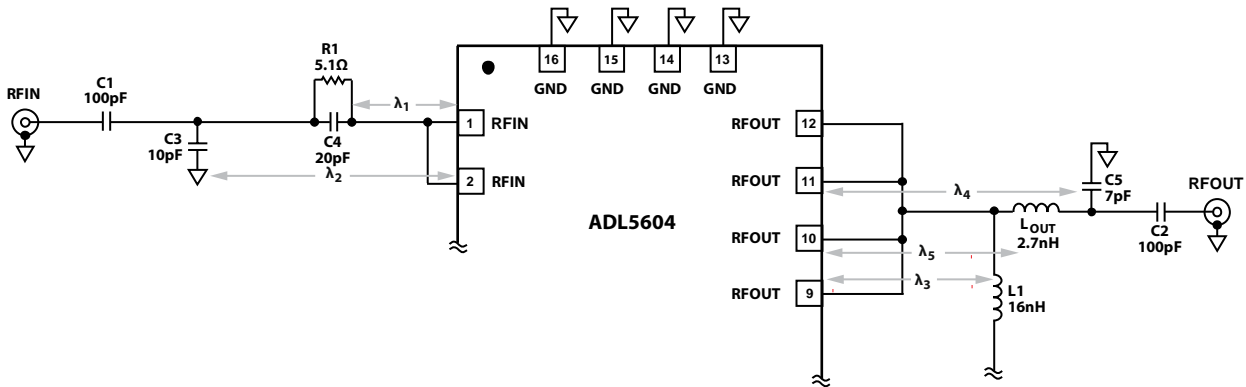 RFIN
C1
100pF
C3
10pF
R1
5.1Ω
C4
20pF
λ1
λ2
16
15
14
13
GND
GND
GND
GND
1
RFIN
2
RFIN
ADL5604
RFOUT
12
RFOUT
11
RFOUT
10
RFOUT
9
λ4
λ5
λ3
LOUT
2.7nH
L1
16nH
C5
7pF
C2
100pF
RFOUT